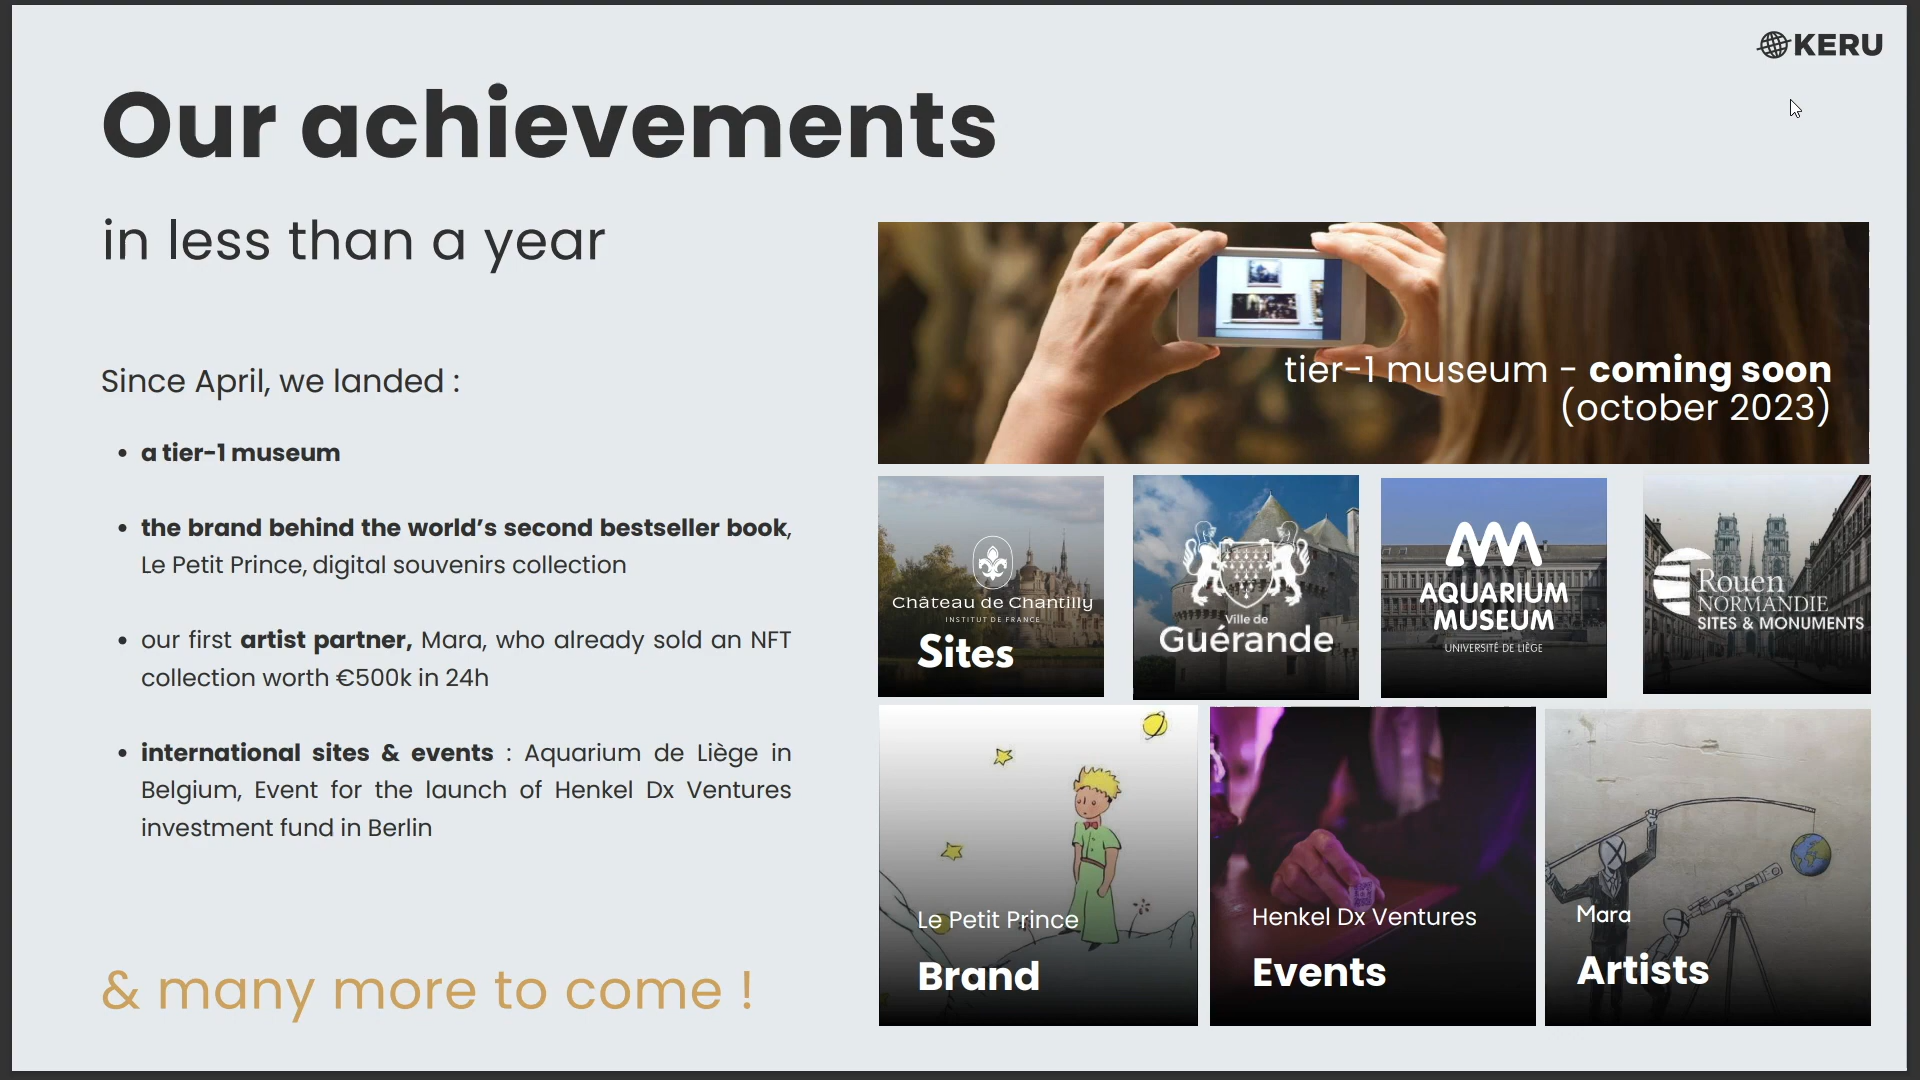 KERU
Our achievements
in less than a year
Since April, we landed :
• a tier-1 museum
• the brand behind the world's second bestseller book,
Le Petit Prince, digital souvenirs collection
• our first artist partner, Mara, who already sold an NFT
collection worth €500k in 24h
• international sites & events : Aquarium de Liège in
Belgium, Event for the launch of Henkel Dx Ventures
investment fund in Berlin
& many more to come !
tier-1 museum - coming soon
(october 2023)
Château de Chantilly
INSTITUT DE FRANCE
Sites
Ville de
Guérande
AQUARIUM
MUSEUM
UNIVERSITÉ DE LIÈGE
Rouen
NORMANDIE
SITES & MONUMENTS
Le Petit Prince
Brand
Henkel Dx Ventures
Events
Mara
Artists